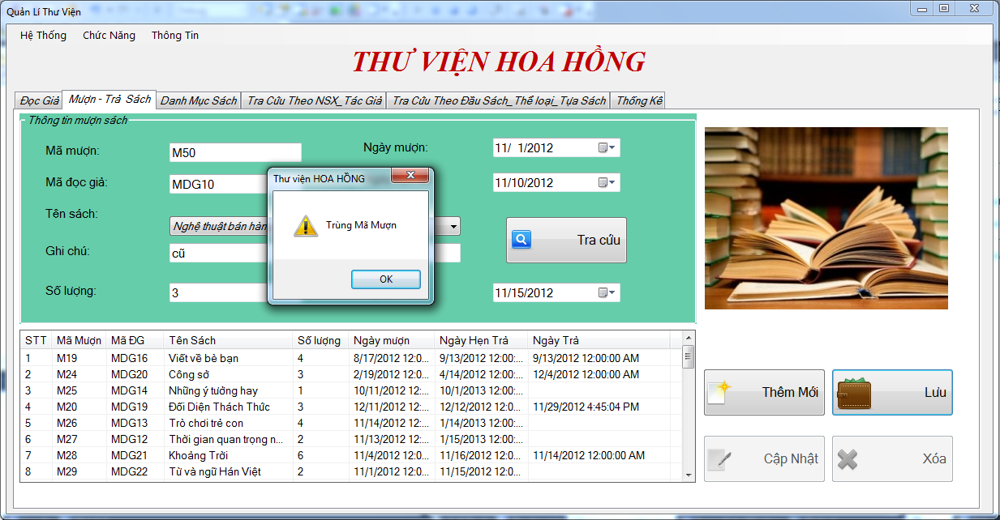 Quản Lí Thư Viện
Hệ Thống Chức Năng Thông Tin
THƯ VIỆN HOA HỒNG
Đọc Giả Mượn - Trả Sách Danh Mục Sách Tra Cứu Theo NSX_Tác Giả Tra Cứu Theo Đầu Sách_Thể loại_Tựa Sách Thống Kê
Thông tin mượn sách
Mã mượn: M50 Ngày mượn: 11/ 1/2012
Mã đọc giả: MDG10 11/10/2012
Tên sách: Nghệ thuật bán hàn
Ghi chú: cũ
Số lượng: 3 11/15/2012
Tra cứu
Thư viện HOA HỒNG
Trùng Mã Mượn
OK
STT Mã Mượn Mã ĐG Tên Sách Số lượng Ngày mượn Ngày Hẹn Trả Ngày Trả
1 M19 MDG16 Viết về bè bạn 4 8/17/2012 12:0... 9/13/2012 12:00:... 9/13/2012 12:00:00 AM
2 M24 MDG20 Công sở 3 2/19/2012 12:0... 4/14/2012 12:00:... 12/4/2012 12:00:00 AM
3 M25 MDG14 Những ý tưởng hay 1 10/11/2012 12:... 10/1/2013 12:00:...
4 M20 MDG19 Đối Diện Thách Thức 3 12/11/2012 12:... 12/12/2012 12:0... 11/29/2012 4:45:04 PM
5 M26 MDG13 Trò chơi trẻ con 4 11/14/2012 12:... 1/14/2013 12:00:...
6 M27 MDG12 Thời gian quan trọng n... 2 11/13/2012 12:... 1/15/2013 12:00:...
7 M28 MDG21 Khoảng Trời 6 11/4/2012 12:0... 11/16/2012 12:0... 11/14/2012 12:00:00 AM
8 M29 MDG22 Từ và ngữ Hán Việt 2 11/1/2012 12:0... 11/15/2012 12:0...
Thêm Mới Lưu
Cập Nhật Xóa